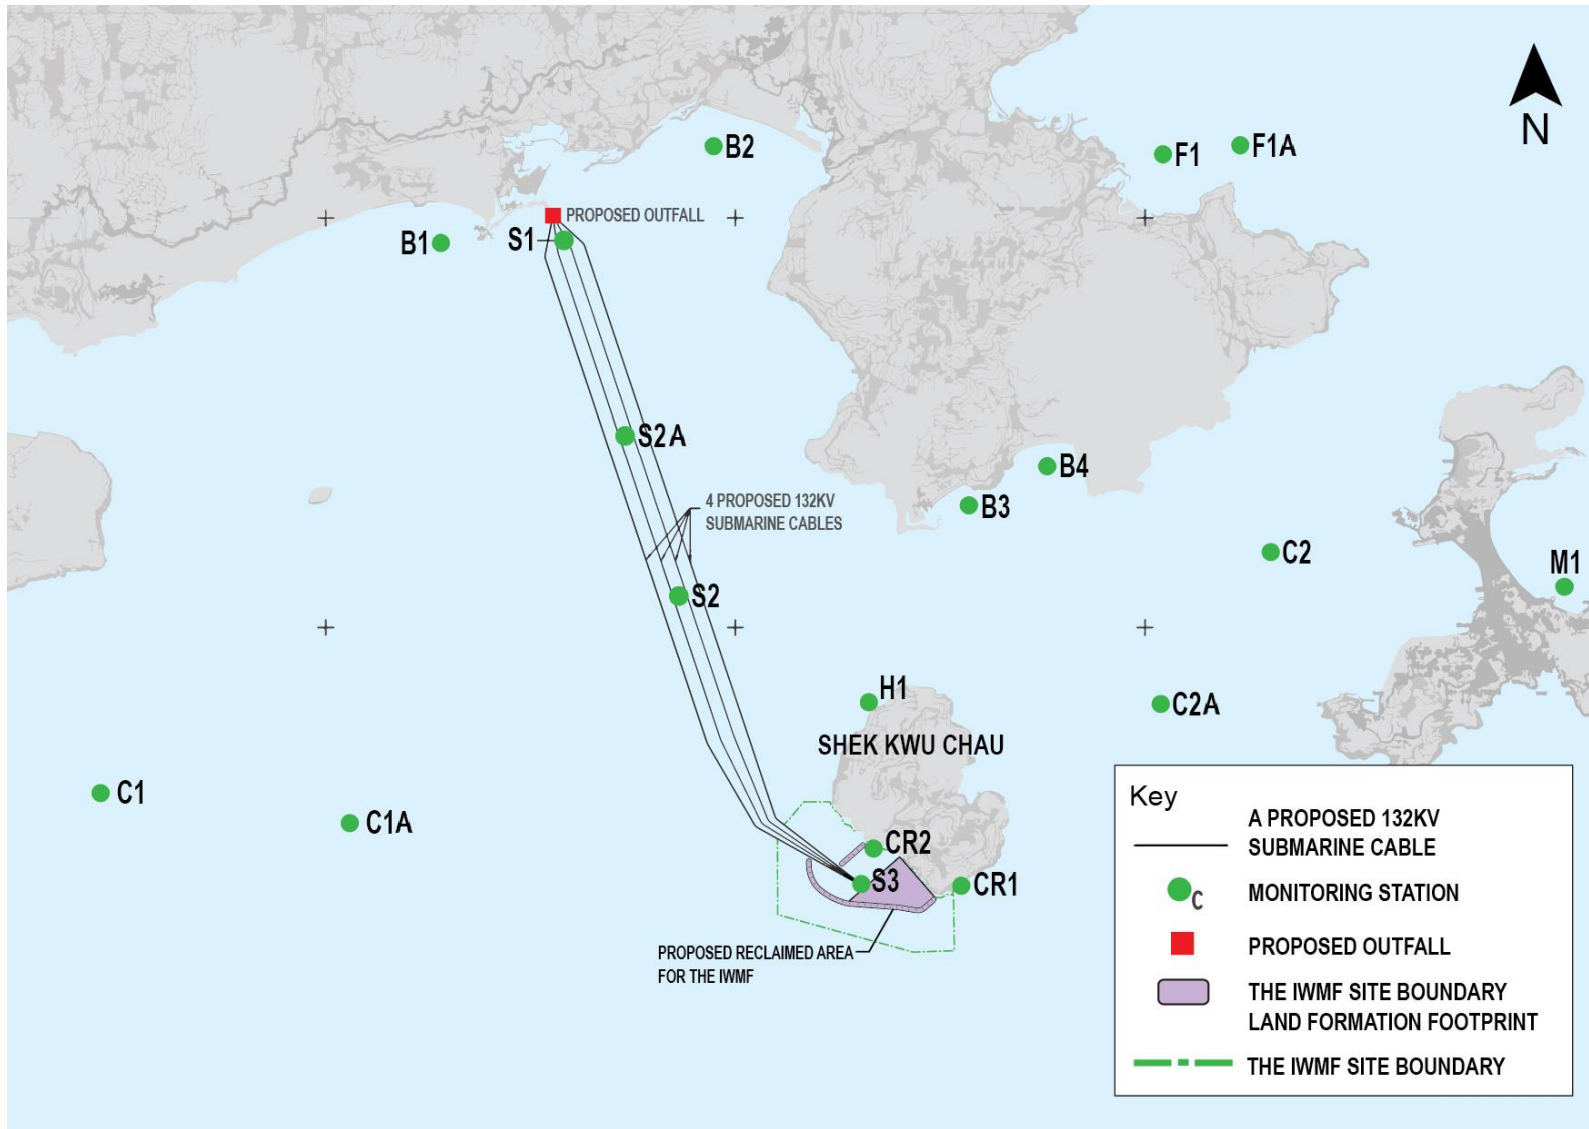 N
B2
F1
F1A
PROPOSED OUTFALL
B1
S1
S2A
B4
4 PROPOSED 132KV
SUBMARINE CABLES
B3
C2
M1
S2
H1
C2A
SHEK KWU CHAU
C1
C1A
CR2
S3
CR1
PROPOSED RECLAIMED AREA
FOR THE IWMF
Key
A PROPOSED 132KV
SUBMARINE CABLE
C
MONITORING STATION
PROPOSED OUTFALL
THE IWMF SITE BOUNDARY
LAND FORMATION FOOTPRINT
THE IWMF SITE BOUNDARY